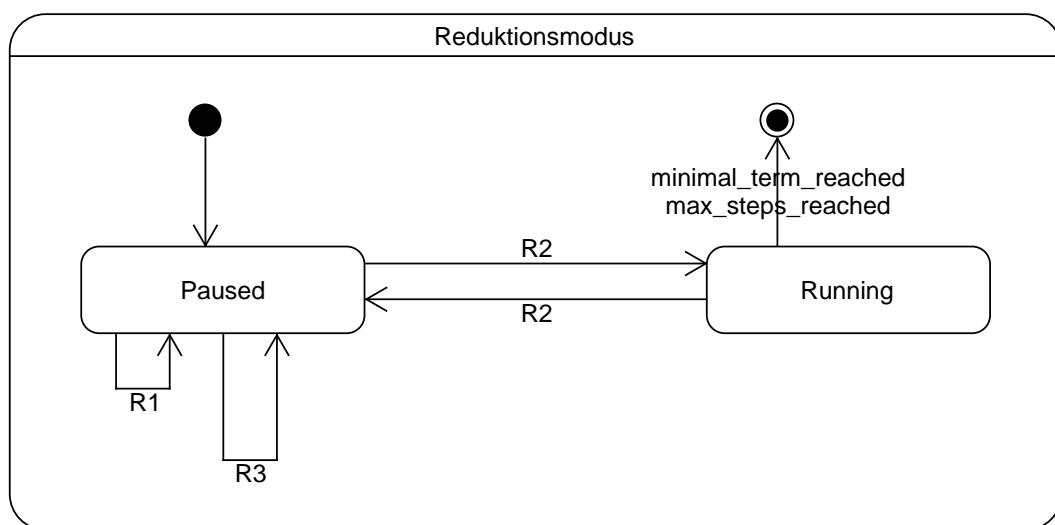 Reduktionsmodus
minimal_term_reached
max_steps_reached
R2
Paused
Running
R2
R1
R3